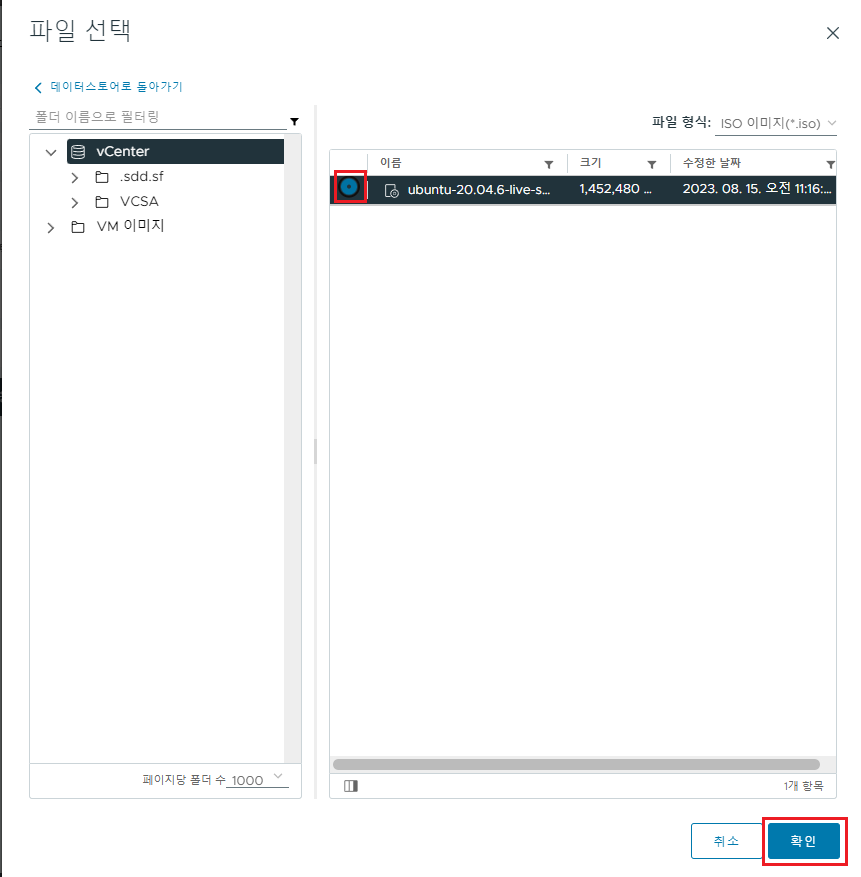 파일 선택
데이터스토어로 돌아가기
폴더 이름으로 필터링
vCenter
.sdd.sf
VCSA
VM 이미지
페이지당 폴더 수 1000
파일 형식: ISO 이미지(*.iso)
이름 크기 수정한 날짜
ubuntu-20.04.6-live-s... 1,452,480 ... 2023. 08. 15. 오전 11:16:...
1개 항목
취소 확인